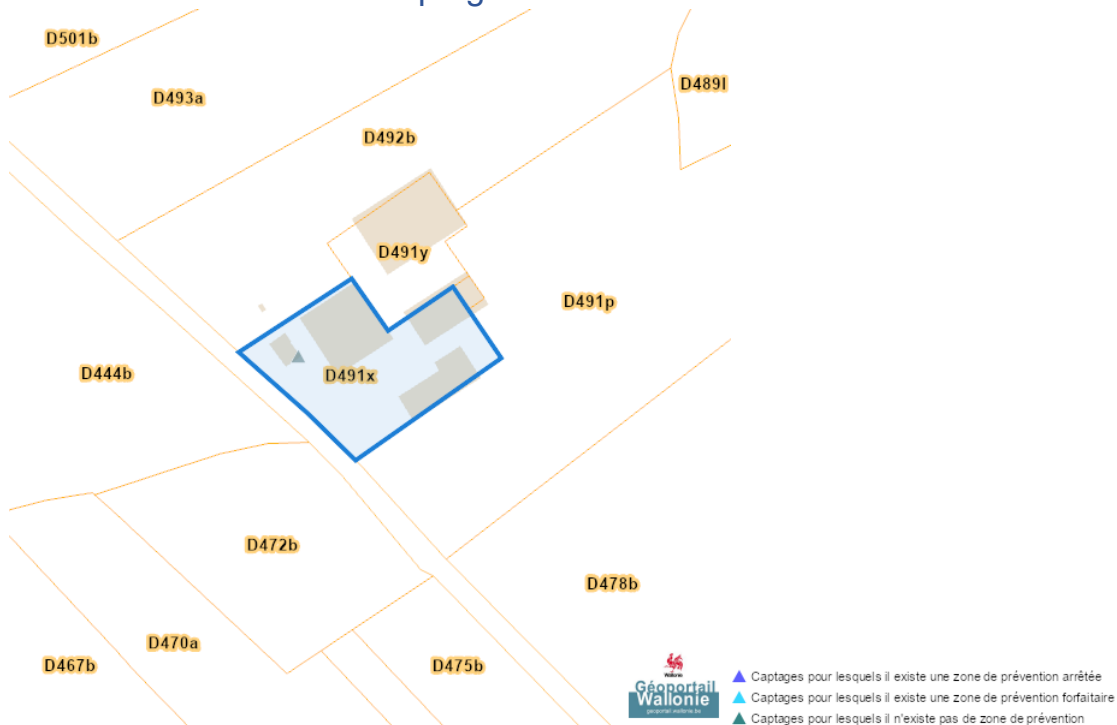 D501b
D489l
D493a
D492b
D491y
D491p
D444b
D491x
D472b
D478b
D470a
D467b
D475b
Wallonie
Géoportail
Wallonie
geoportail.wallonie.be
Captages pour lesquels il existe une zone de prévention arrêtée
Captages pour lesquels il existe une zone de prévention forfaitaire
Captages pour lesquels il n'existe pas de zone de prévention